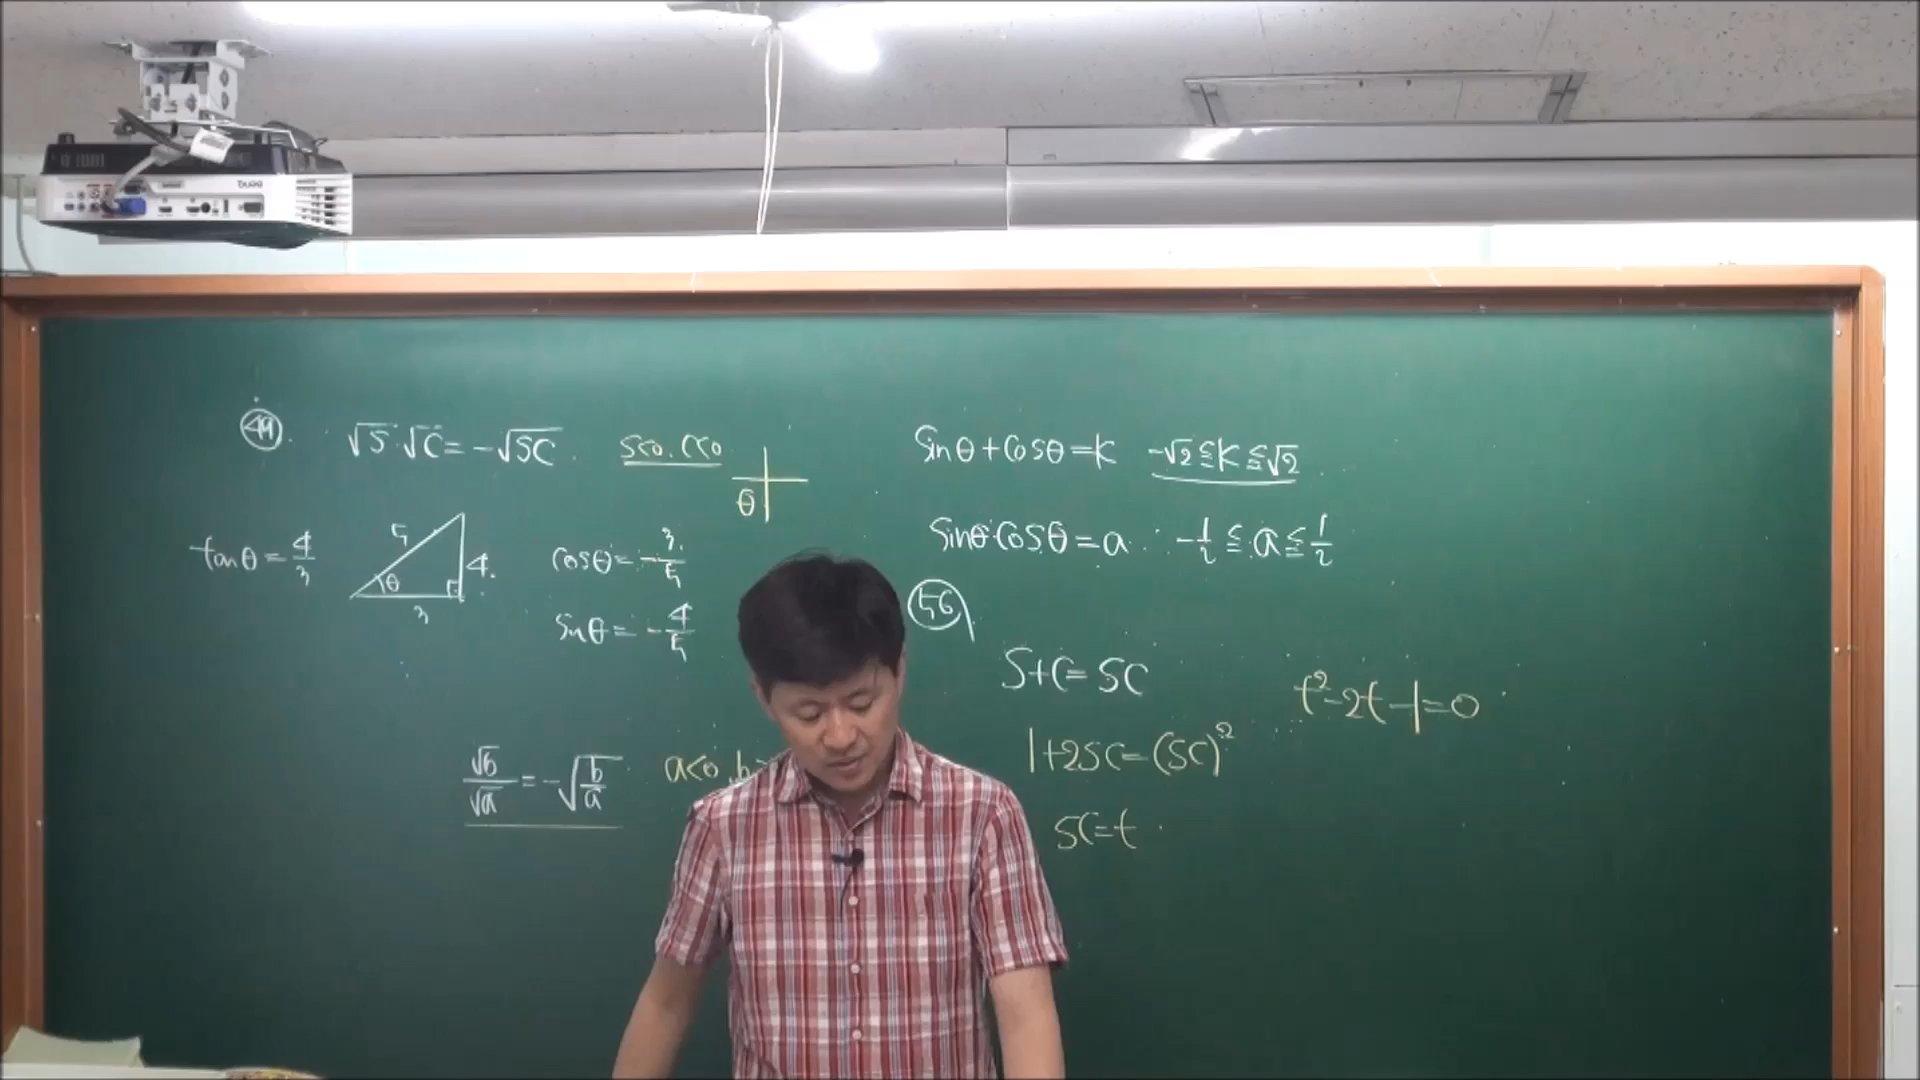 49.
√S·√C=-√SC. S<0. C<0.
θ
tanθ=4/3
5
4.
θ
3
cosθ=-3/5
sinθ=-4/5
√b/√a=-√(b/a) a<0, b
sinθ+cosθ=k -√2≤k≤√2
sinθ·cosθ=a -1/2≤a≤1/2
56
S+C=SC
1+2SC=(SC)²
SC=t
t²-2t-1=0
BenQ